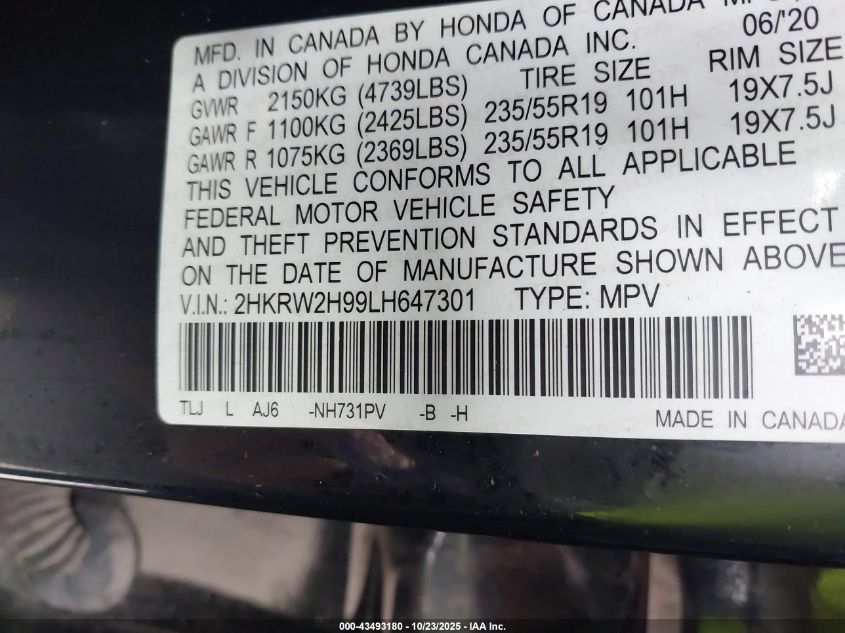 MFD. IN CANADA BY HONDA OF CANADA MFG.
A DIVISION OF HONDA CANADA INC. 06/'20
GVWR 2150KG (4739LBS) TIRE SIZE RIM SIZE
GAWR F 1100KG (2425LBS) 235/55R19 101H 19X7.5J
GAWR R 1075KG (2369LBS) 235/55R19 101H 19X7.5J
THIS VEHICLE CONFORMS TO ALL APPLICABLE
FEDERAL MOTOR VEHICLE SAFETY
AND THEFT PREVENTION STANDARDS IN EFFECT
ON THE DATE OF MANUFACTURE SHOWN ABOVE
V.I.N.: 2HKRW2H99LH647301 TYPE: MPV
TLJ L AJ6 -NH731PV -B -H
MADE IN CANADA
000-43493180 - 10/23/2025 - IAA Inc.